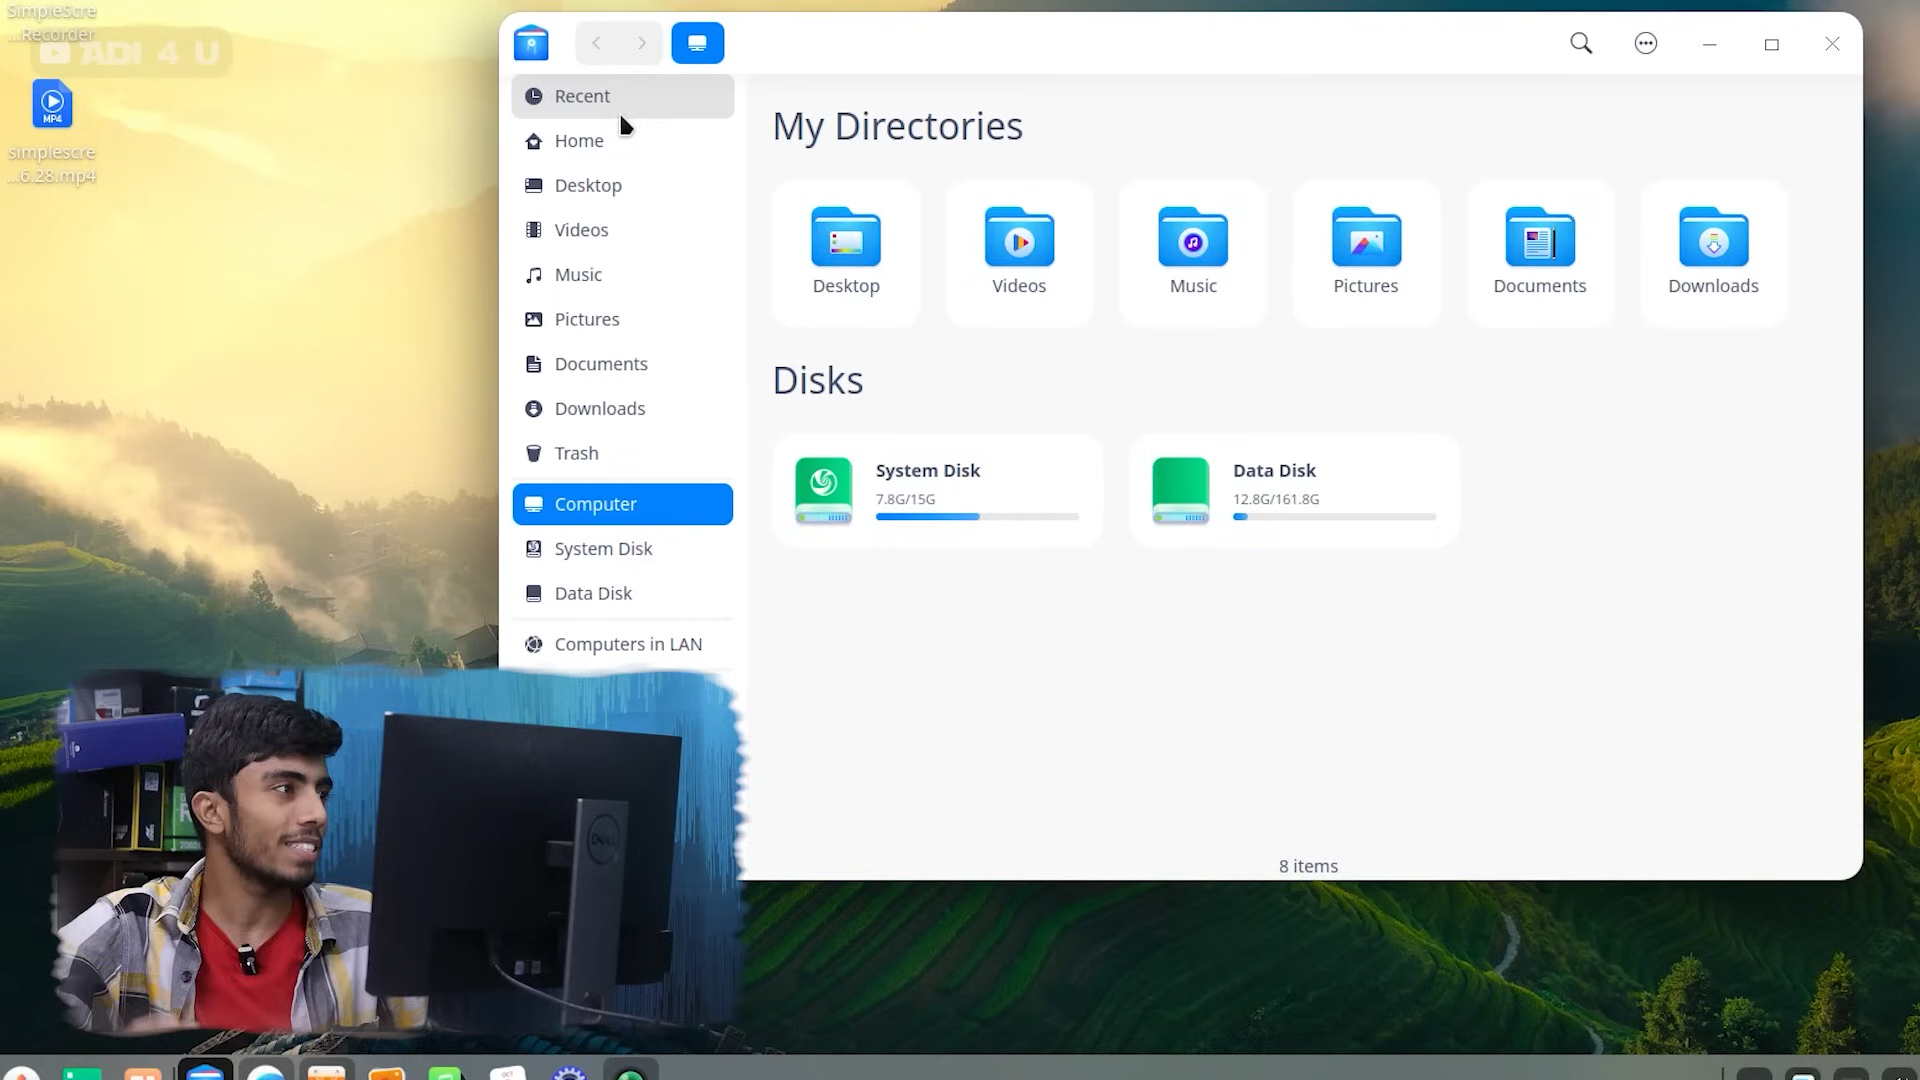 SimpleScre
...Recorder
ADI 4 U
MP4
simplescre
...6.28.mp4
Recent
Home
Desktop
Videos
Music
Pictures
Documents
Downloads
Trash
Computer
System Disk
Data Disk
Computers in LAN
My Directories
Desktop
Videos
Music
Pictures
Documents
Downloads
Disks
System Disk
7.8G/15G
Data Disk
12.8G/161.8G
8 items
DELL
OCT